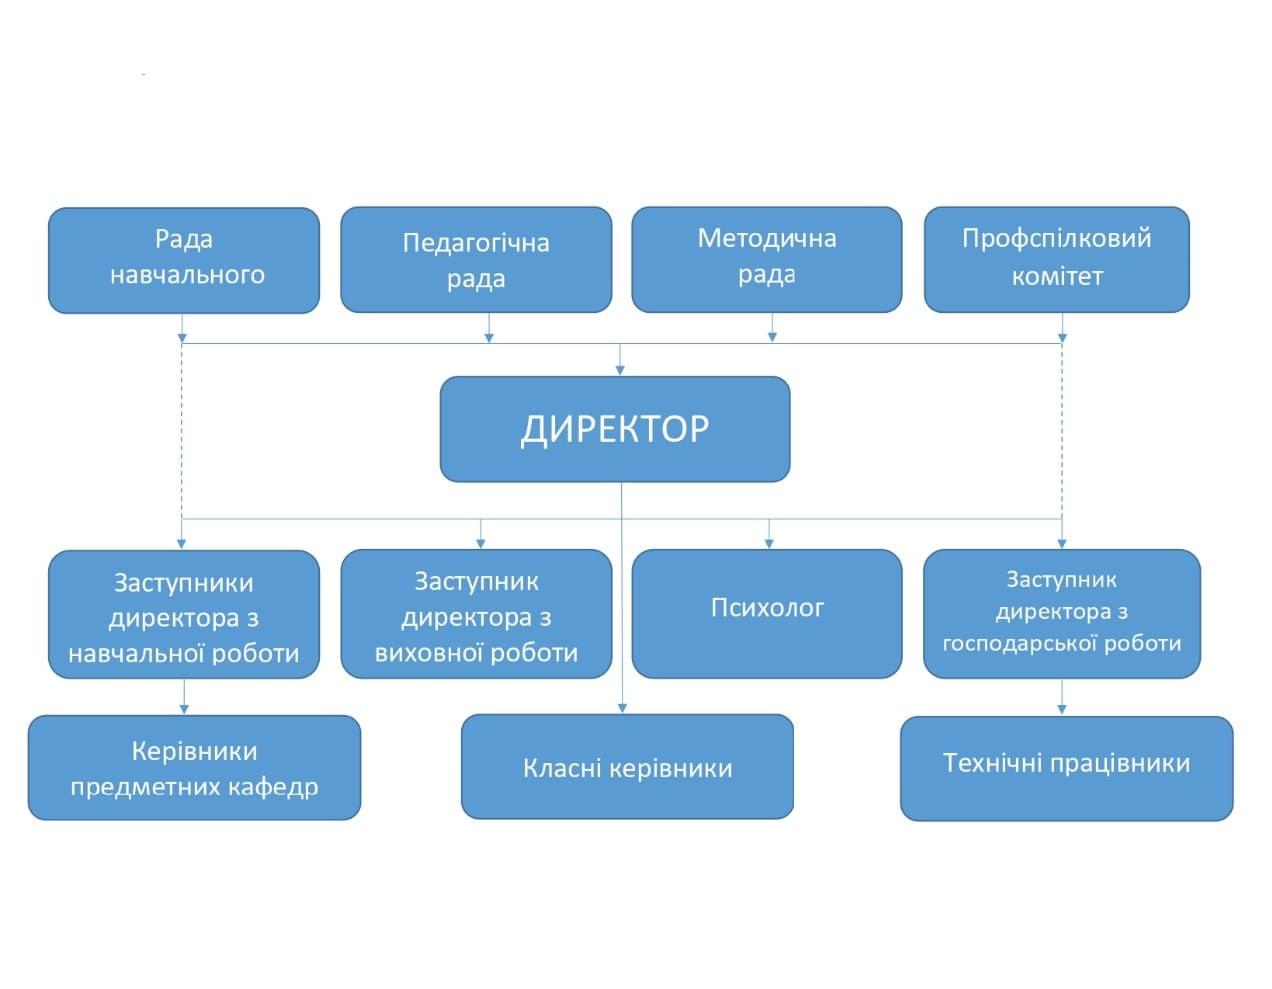 Рада
навчального
Педагогічна
рада
Методична
рада
Профспілковий
комітет
ДИРЕКТОР
Заступники
директора з
навчальної роботи
Заступник
директора з
виховної роботи
Психолог
Заступник
директора з
господарської роботи
Керівники
предметних кафедр
Класні керівники
Технічні працівники